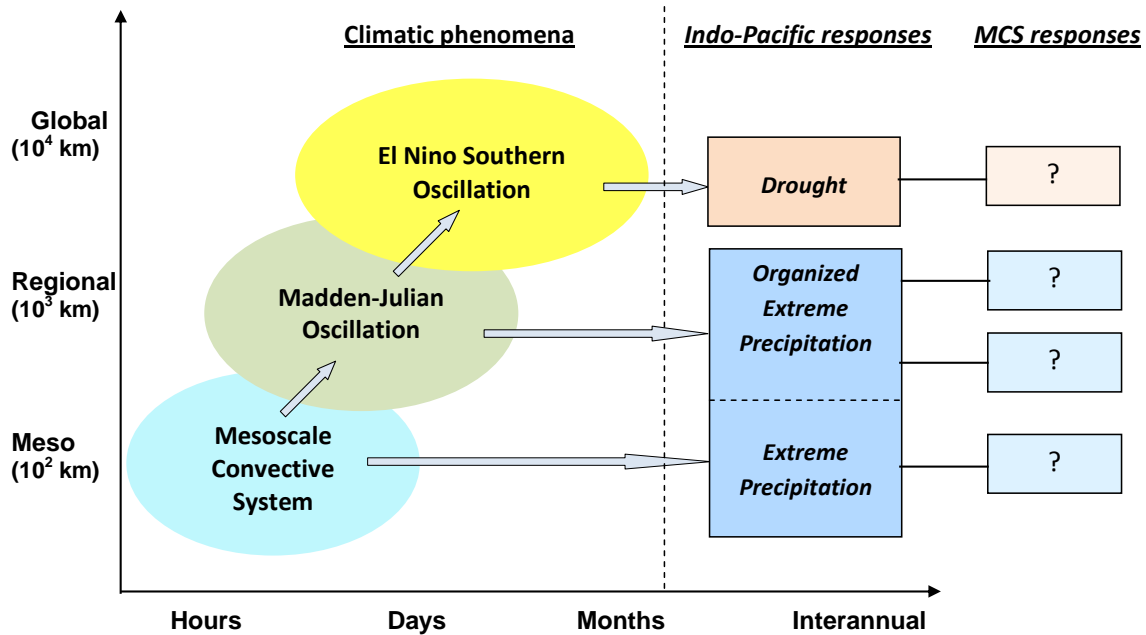 Climatic phenomena
Indo-Pacific responses
MCS responses
Global
(10⁴ km)
El Nino Southern
Oscillation
Drought
?
Regional
(10³ km)
Madden-Julian
Oscillation
Organized
Extreme
Precipitation
?
?
Meso
(10² km)
Mesoscale
Convective
System
Extreme
Precipitation
?
Hours
Days
Months
Interannual